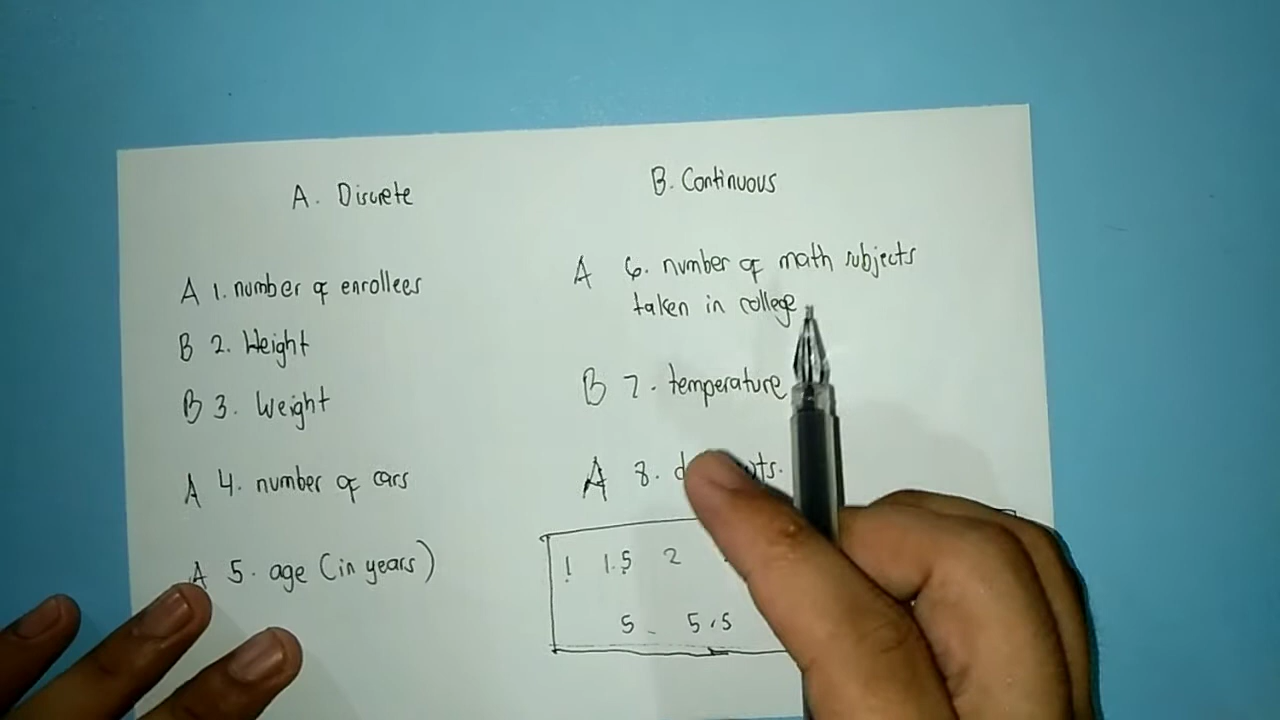 A. Discrete
B. Continuous
A 1. number of enrollees
B 2. Height
B 3. Weight
A 4. number of cars
A 5. age (in years)
A 6. number of math subjects
taken in college
B 7. temperature
A 8.
1 1.5 2
5 5.5